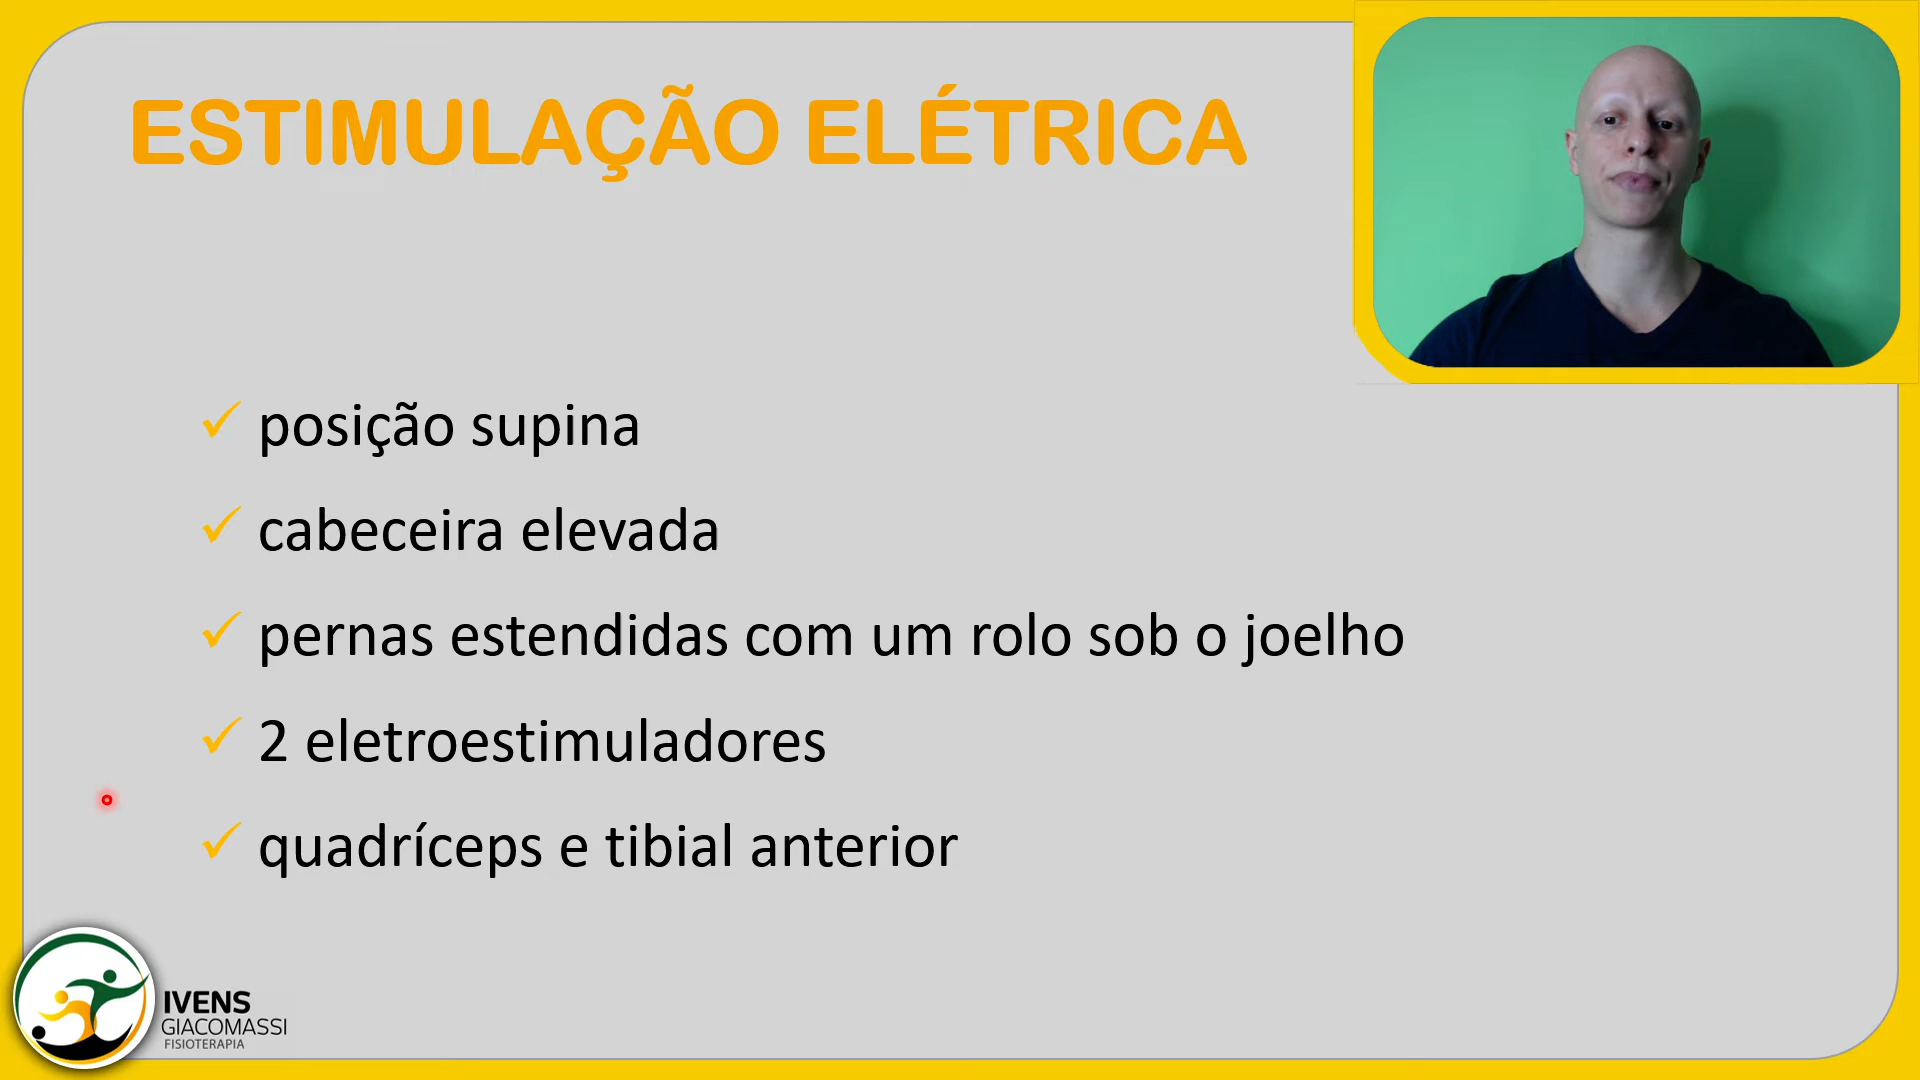 ESTIMULAÇÃO ELÉTRICA
posição supina
cabeceira elevada
pernas estendidas com um rolo sob o joelho
2 eletroestimuladores
quadríceps e tibial anterior
IVENS
GIACOMASSI
FISIOTERAPIA